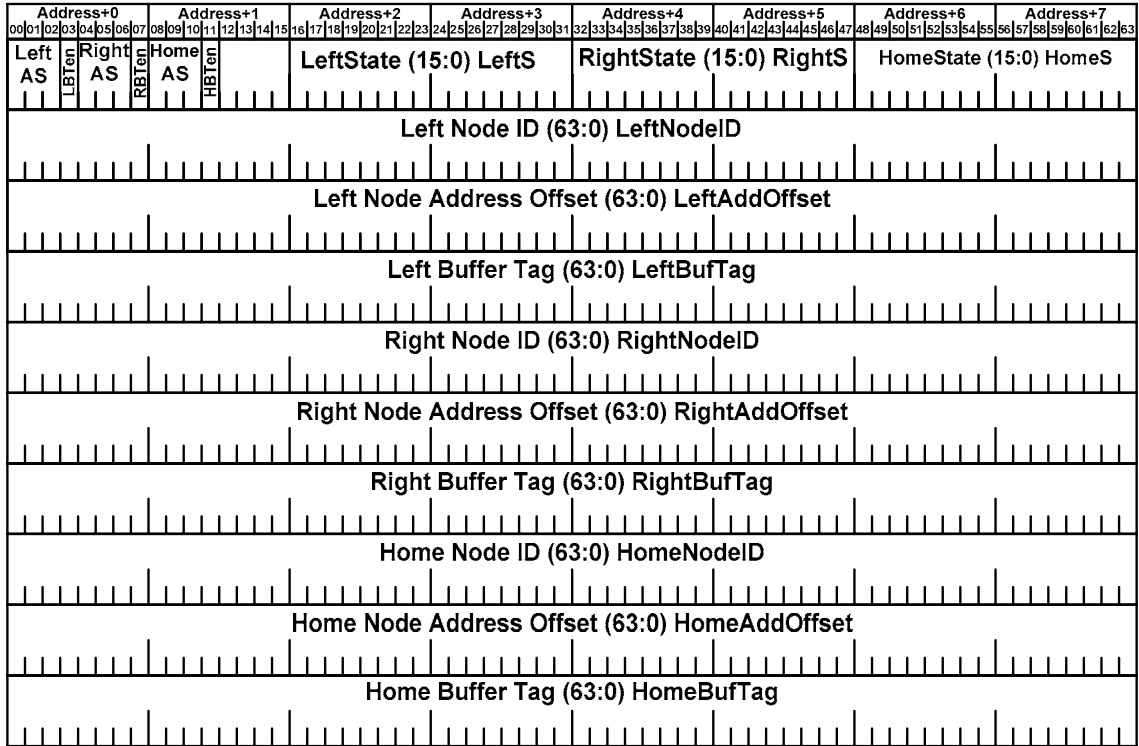 Address+0 Address+1 Address+2 Address+3 Address+4 Address+5 Address+6 Address+7
00 01 02 03 04 05 06 07 08 09 10 11 12 13 14 15 16 17 18 19 20 21 22 23 24 25 26 27 28 29 30 31 32 33 34 35 36 37 38 39 40 41 42 43 44 45 46 47 48 49 50 51 52 53 54 55 56 57 58 59 60 61 62 63
Left AS LBTen Right AS RBTen Home AS HBTen LeftState (15:0) LeftS RightState (15:0) RightS HomeState (15:0) HomeS
Left Node ID (63:0) LeftNodeID
Left Node Address Offset (63:0) LeftAddOffset
Left Buffer Tag (63:0) LeftBufTag
Right Node ID (63:0) RightNodeID
Right Node Address Offset (63:0) RightAddOffset
Right Buffer Tag (63:0) RightBufTag
Home Node ID (63:0) HomeNodeID
Home Node Address Offset (63:0) HomeAddOffset
Home Buffer Tag (63:0) HomeBufTag